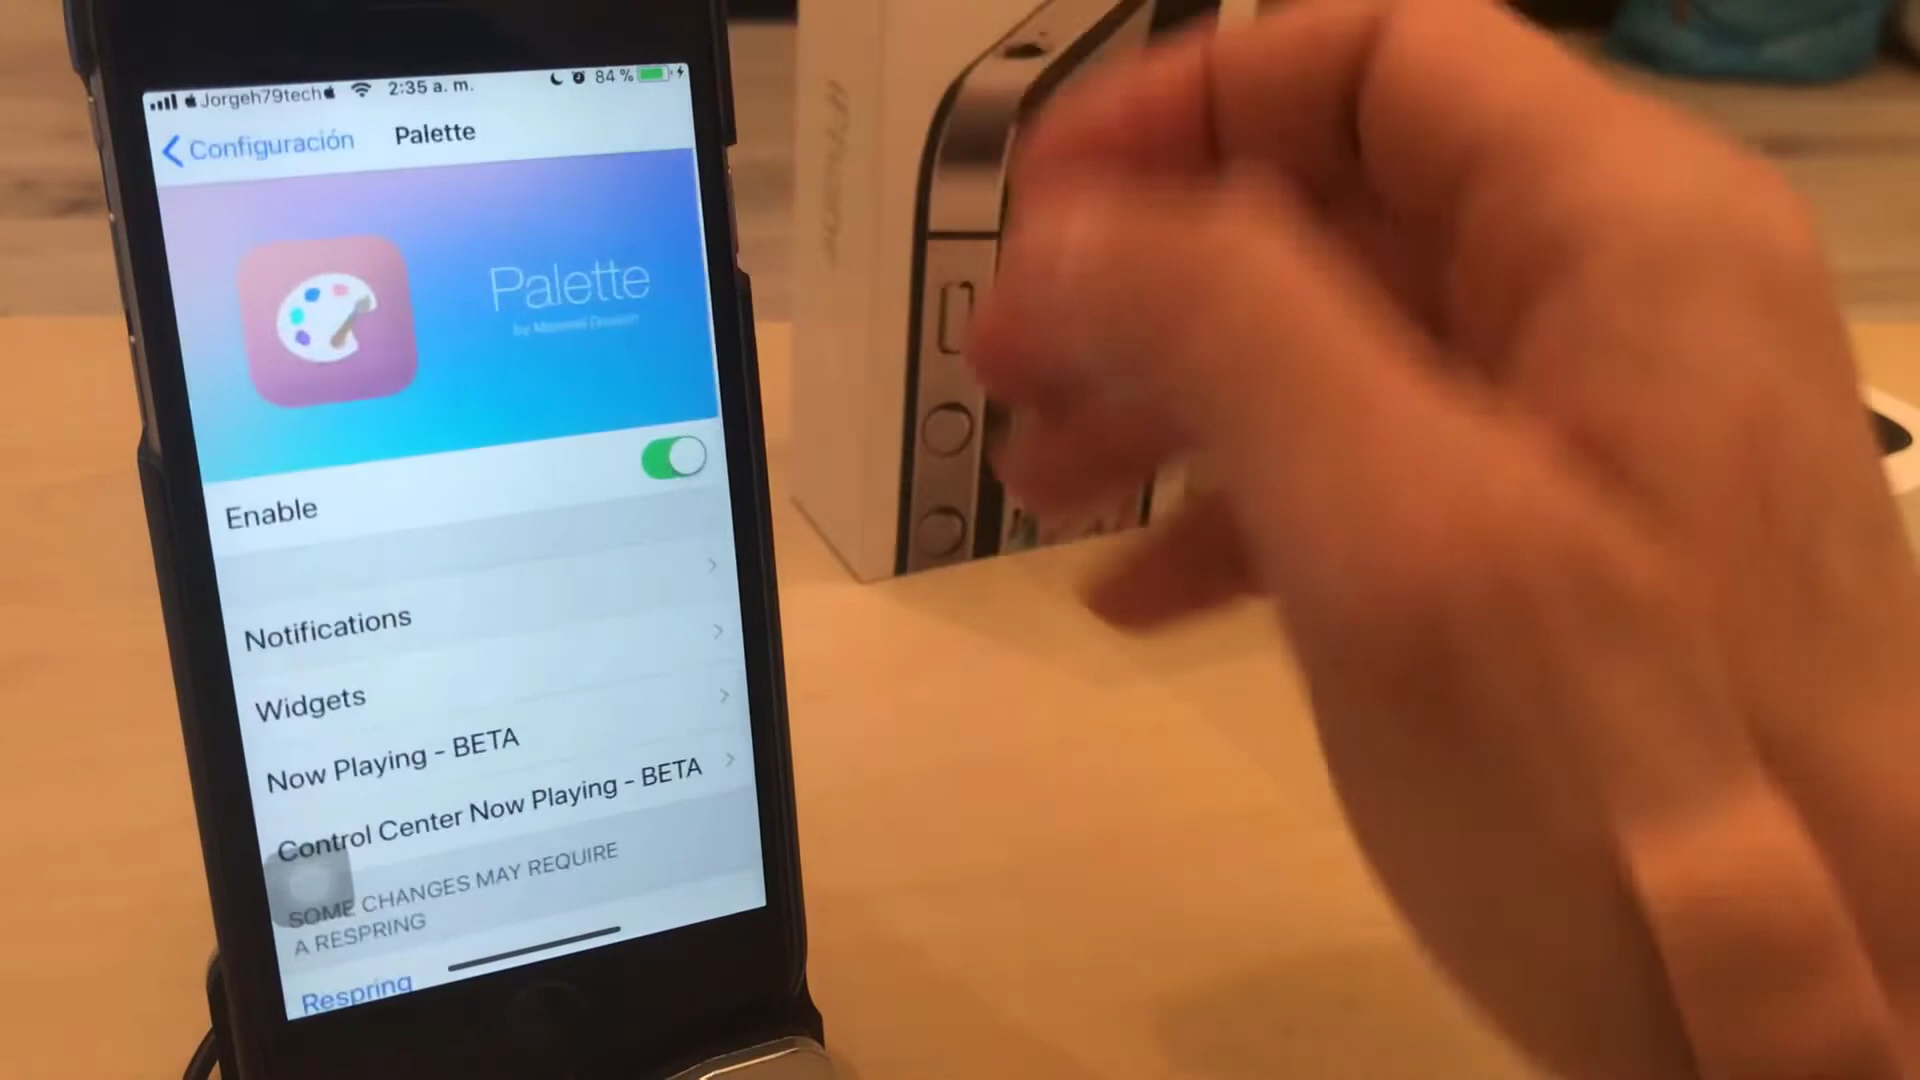 Jorgeh79tech 2:35 a. m. 84 %
Configuración Palette
Palette
Enable
Notifications
Widgets
Now Playing - BETA
Control Center Now Playing - BETA
SOME CHANGES MAY REQUIRE
A RESPRING
Respring
iPhone